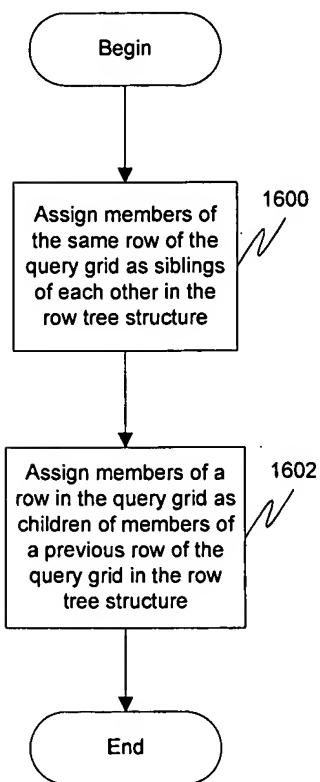 Begin
1600
Assign members of
the same row of the
query grid as siblings
of each other in the
row tree structure
1602
Assign members of a
row in the query grid as
children of members of
a previous row of the
query grid in the row
tree structure
End